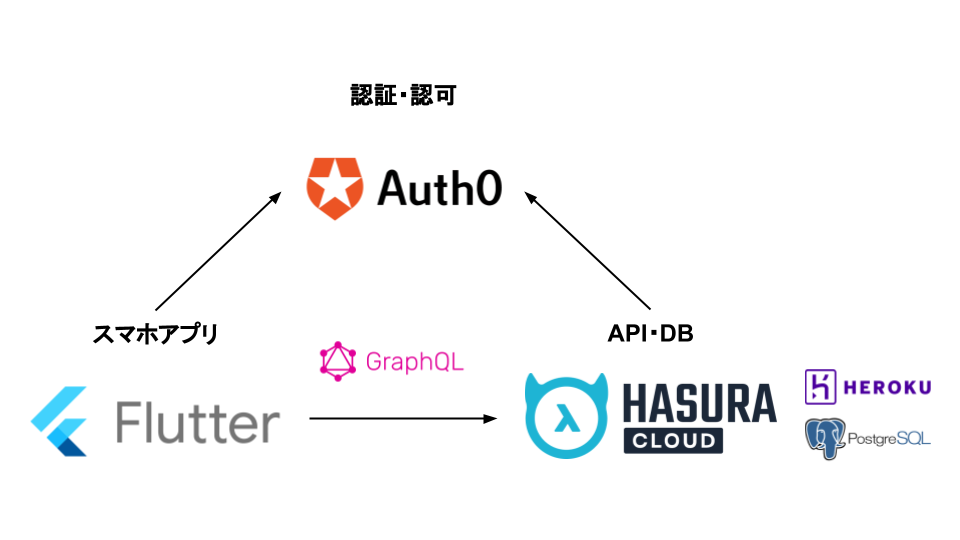 認証・認可
Auth0
スマホアプリ
API・DB
GraphQL
Flutter
HASURA
CLOUD
HEROKU
PostgreSQL